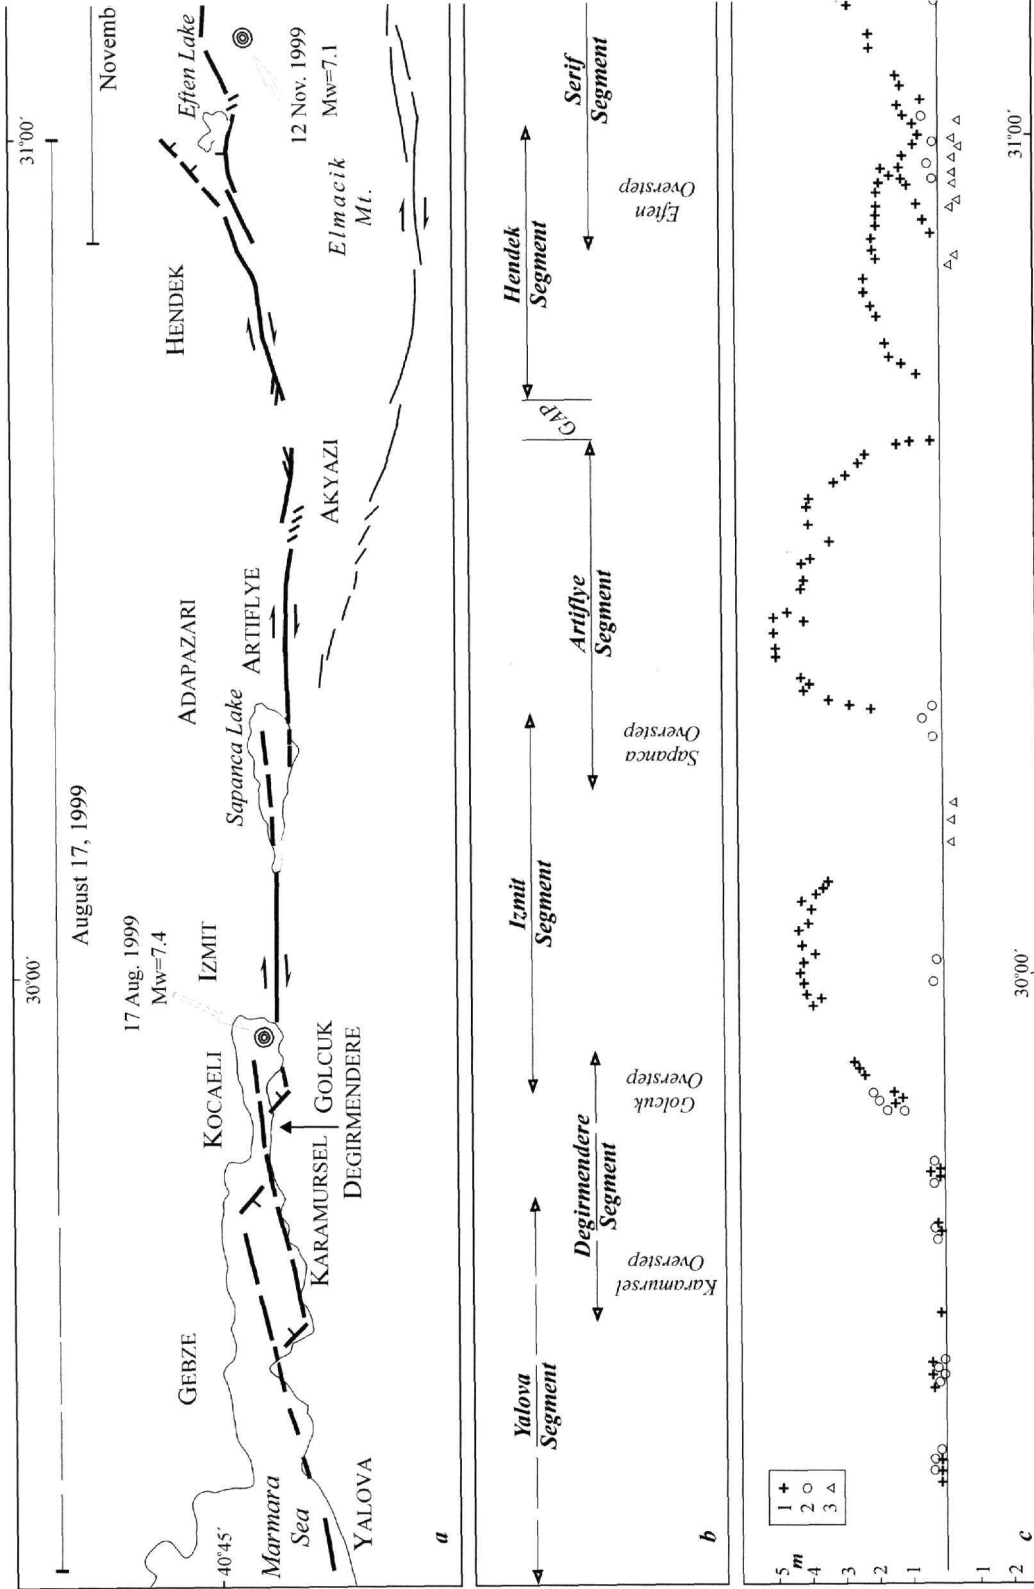 August 17, 1999
Novemb
30°00´
31°00´
40°45´
GEBZE
KOCAELI
17 Aug. 1999
Mw=7.4
IZMIT
ADAPAZARI
Sapanca Lake
ARTIFLYE
HENDEK
Eften Lake
12 Nov. 1999
Mw=7.1
Marmara
Sea
YALOVA
KARAMURSEL
GOLCUK
DEGIRMENDERE
AKYAZI
Elmacik
Mt.
a
Yalova
Segment
Izmit
Segment
Hendek
Segment
Degirmendere
Segment
Artiflye
Segment
GAP
Serif
Segment
Karamursel
Overstep
Golcuk
Overstep
Sapanca
Overstep
Eften
Overstep
b
1
2
3
5
m
4
3
2
1
1
2
30°00´
31°00´
c